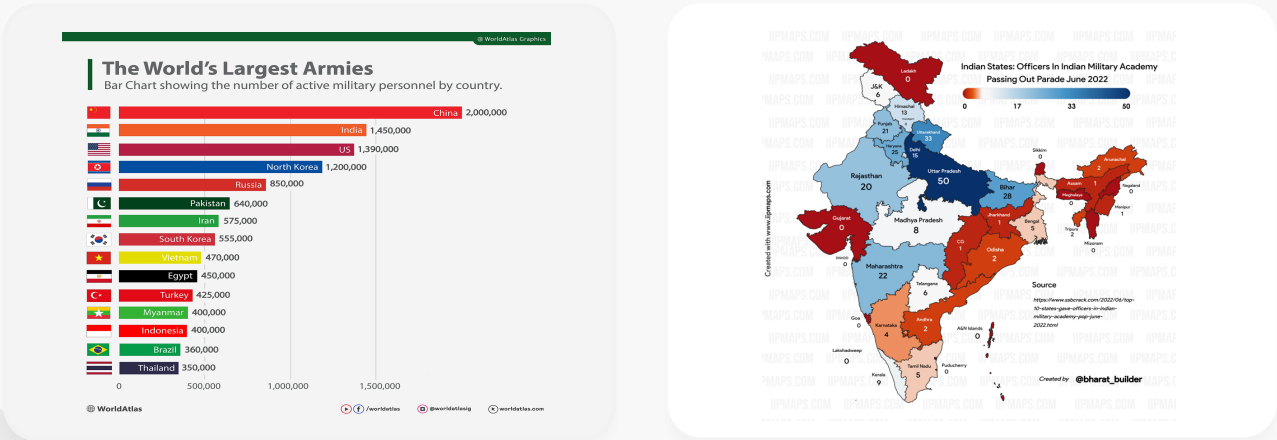 @ WorldAtlas Graphics
The World's Largest Armies
Bar Chart showing the number of active military personnel by country.
China 2,000,000
India 1,450,000
US 1,390,000
North Korea 1,200,000
Russia 850,000
Pakistan 640,000
Iran 575,000
South Korea 555,000
Vietnam 470,000
Egypt 450,000
Turkey 425,000
Myanmar 400,000
Indonesia 400,000
Brazil 360,000
Thailand 350,000
0 500,000 1,000,000 1,500,000
WorldAtlas
/worldatlas @worldatlasig worldatlas.com
Indian States: Officers In Indian Military Academy
Passing Out Parade June 2022
0 17 33 50
Ladakh
0
J&K
6
Himachal
13
Punjab
21
Uttarakhand
33
Haryana
25
Delhi
15
Rajasthan
20
Uttar Pradesh
50
Bihar
28
Sikkim
0
Arunachal
2
Assam
1
Nagaland
0
Meghalaya
0
Manipur
1
Tripura
2
Mizoram
0
Gujarat
0
Madhya Pradesh
8
Jharkhand
1
Bengal
5
CG
1
Odisha
2
0
Maharashtra
22
Telangana
6
Goa
0
Karnataka
4
Andhra
2
A&N Islands
0
Lakshadweep
0
Kerala
9
Tamil Nadu
5
Puducherry
0
Source
https://www.ssbcrack.com/2022/06/top-
10-states-gave-officers-in-indian-
military-academy-pop-june-
2022.html
Created by @bharat_builder
Created with www.iipmaps.com
IIPMAPS.COM